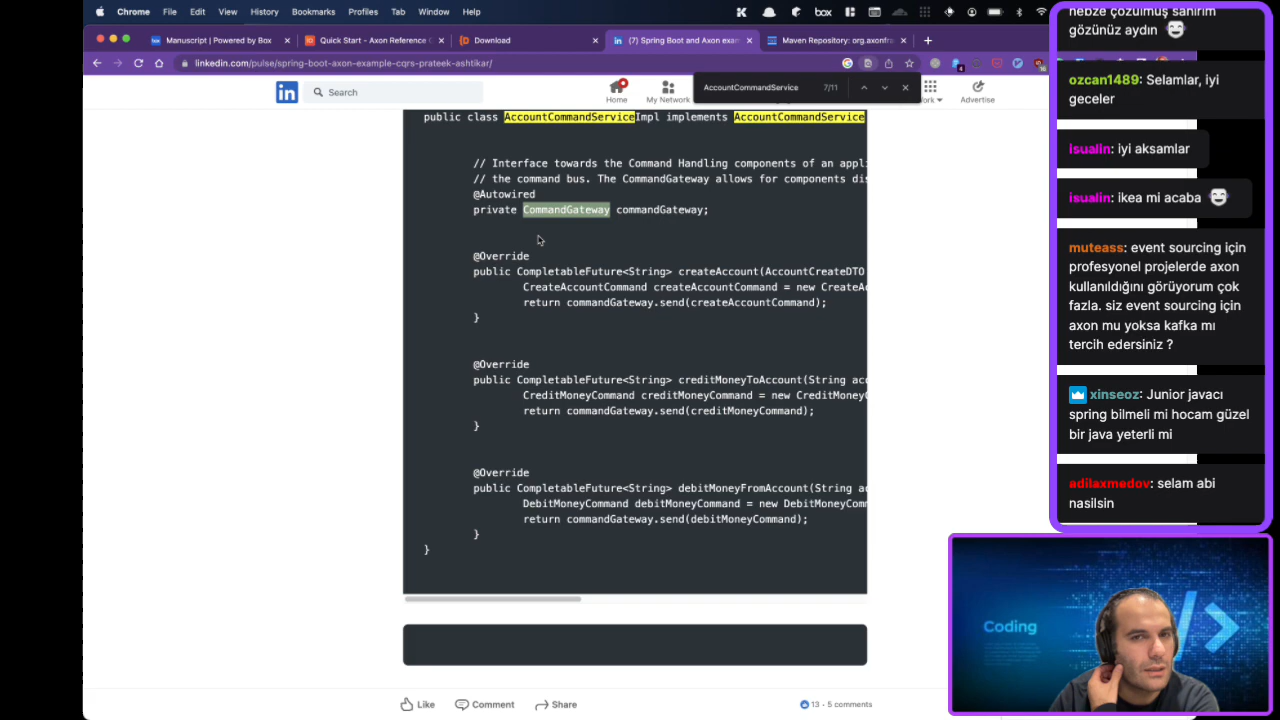 Chrome File Edit View History Bookmarks Profiles Tab Window Help
box
Manuscript | Powered by Box
Quick Start - Axon Reference
Download
(7) Spring Boot and Axon exam
Maven Repository: org.axonfra
linkedin.com/pulse/spring-boot-axon-example-cqrs-prateek-ashtikar/
in Search
Home
My Network
AccountCommandService 7/11
Advertise
public class AccountCommandServiceImpl implements AccountCommandService
// Interface towards the Command Handling components of an appli
// the command bus. The CommandGateway allows for components dis
@Autowired
private CommandGateway commandGateway;
@Override
public CompletableFuture<String> createAccount(AccountCreateDTO
CreateAccountCommand createAccountCommand = new CreateAc
return commandGateway.send(createAccountCommand);
}
@Override
public CompletableFuture<String> creditMoneyToAccount(String acc
CreditMoneyCommand creditMoneyCommand = new CreditMoneyC
return commandGateway.send(creditMoneyCommand);
}
@Override
public CompletableFuture<String> debitMoneyFromAccount(String ac
DebitMoneyCommand debitMoneyCommand = new DebitMoneyComm
return commandGateway.send(debitMoneyCommand);
}
}
Like
Comment
Share
13 · 5 comments
nebze çözülmüş sanırım
gözünüz aydın
ozcan1489: Selamlar, iyi
geceler
isualin: iyi aksamlar
isualin: ikea mi acaba
muteass: event sourcing için
profesyonel projelerde axon
kullanıldığını görüyorum çok
fazla. siz event sourcing için
axon mu yoksa kafka mı
tercih edersiniz ?
xinseoz: Junior javacı
spring bilmeli mi hocam güzel
bir java yeterli mi
adilaxmedov: selam abi
nasilsin
Coding